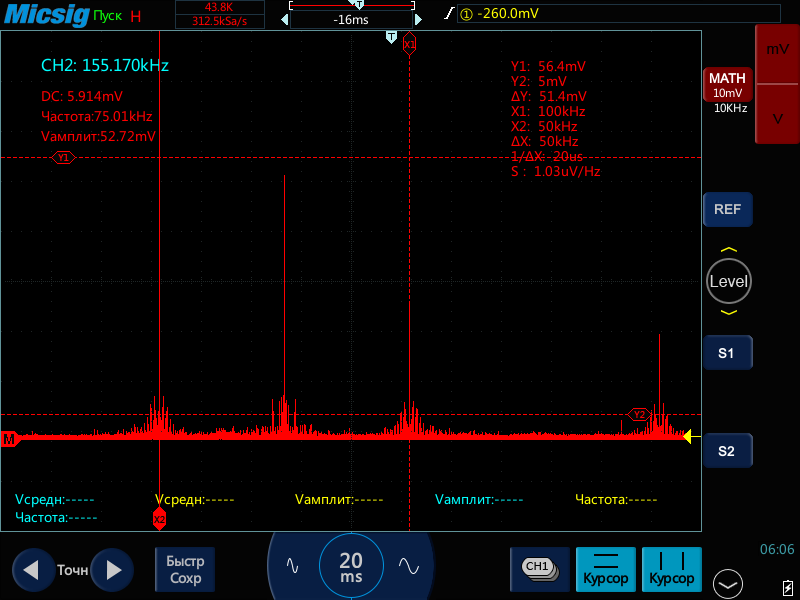 Micsig Пуск H
43.8K
312.5kSa/s
T
-16ms
① -260.0mV
T
X1
CH2: 155.170kHz
DC: 5.914mV
Частота:75.01kHz
Vамплит:52.72mV
Y1
Y1: 56.4mV
Y2: 5mV
ΔY: 51.4mV
X1: 100kHz
X2: 50kHz
ΔX: 50kHz
1/ΔX: 20us
S : 1.03uV/Hz
MATH
10mV
10KHz
mV
V
REF
Level
S1
S2
Y2
M
Vсредн:-----
Vсредн:-----
Vамплит:-----
Vамплит:-----
Частота:-----
Частота:-----
X2
Точн
Быстр
Сохр
20
ms
CH1
Курсор
Курсор
06:06